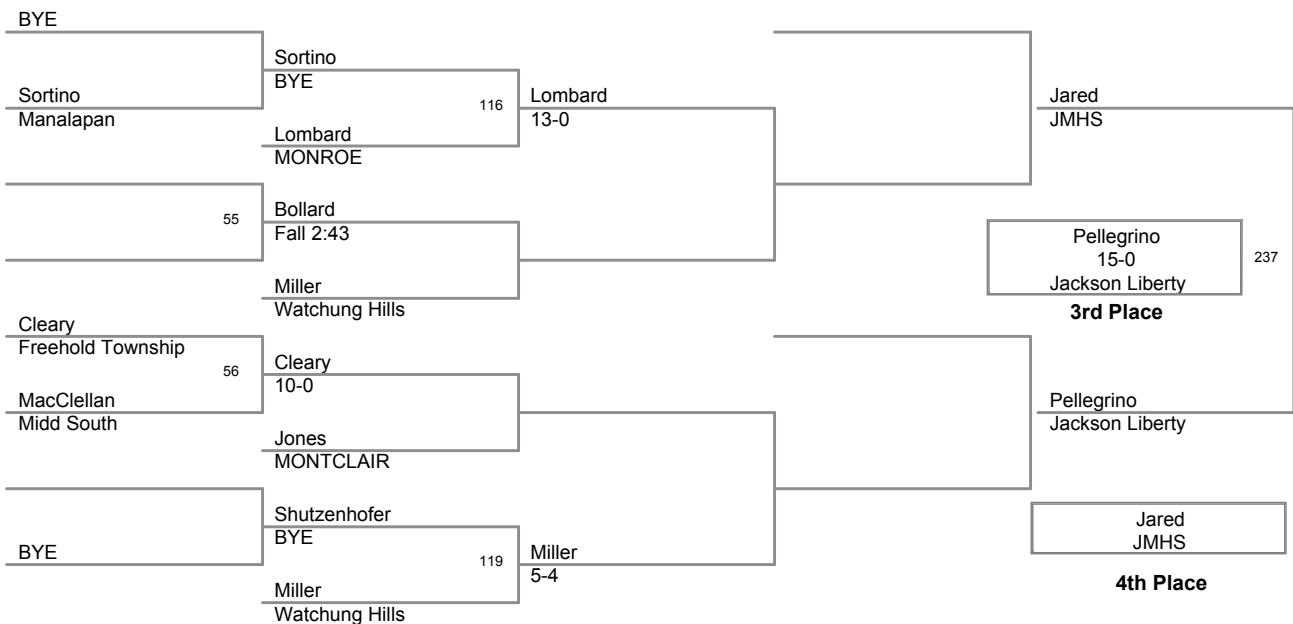 BYE
Sortino
BYE
Sortino
Manalapan
116
Lombard
13-0
Jared
JMHS
Lombard
MONROE
55
Bollard
Fall 2:43
Pellegrino
15-0
Jackson Liberty
237
3rd Place
Miller
Watchung Hills
Cleary
Freehold Township
56
Cleary
10-0
MacClellan
Midd South
Pellegrino
Jackson Liberty
Jones
MONTCLAIR
Shutzenhofer
BYE
BYE
119
Miller
5-4
Jared
JMHS
4th Place
Miller
Watchung Hills